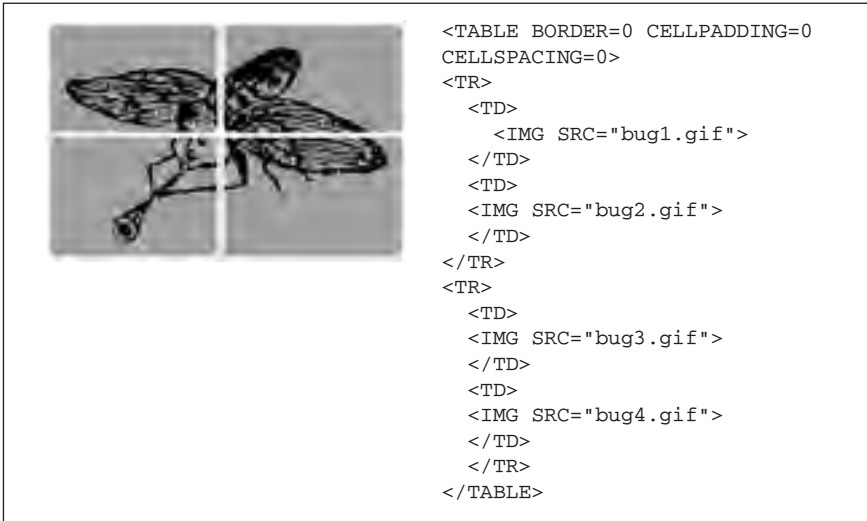 <TABLE BORDER=0 CELLPADDING=0
CELLSPACING=0>
<TR>
  <TD>
    <IMG SRC="bug1.gif">
  </TD>
  <TD>
  <IMG SRC="bug2.gif">
  </TD>
</TR>
<TR>
  <TD>
  <IMG SRC="bug3.gif">
  </TD>
  <TD>
  <IMG SRC="bug4.gif">
  </TD>
  </TR>
</TABLE>